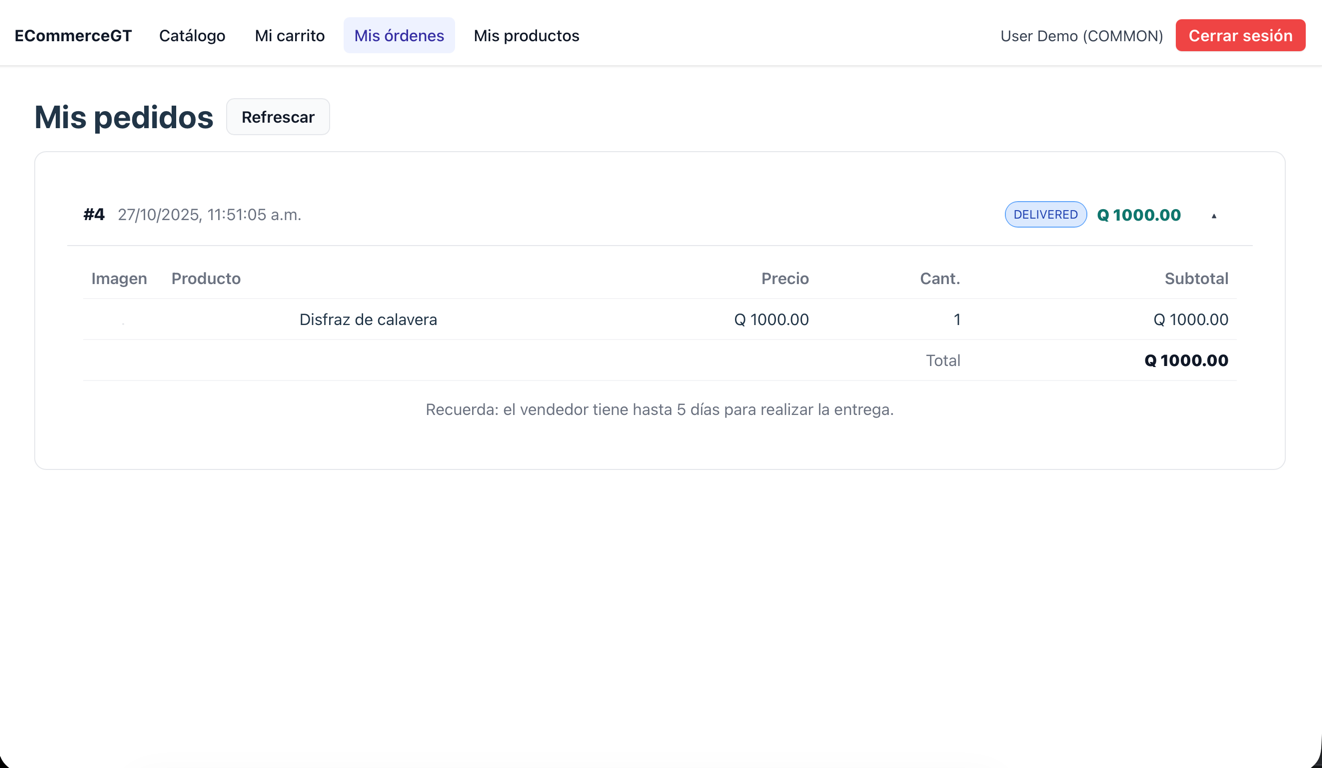 ECommerceGT Catálogo Mi carrito Mis órdenes Mis productos User Demo (COMMON) Cerrar sesión
Mis pedidos Refrescar
#4 27/10/2025, 11:51:05 a.m. DELIVERED Q 1000.00 ▲
Imagen Producto Precio Cant. Subtotal
Disfraz de calavera Q 1000.00 1 Q 1000.00
Total Q 1000.00
Recuerda: el vendedor tiene hasta 5 días para realizar la entrega.